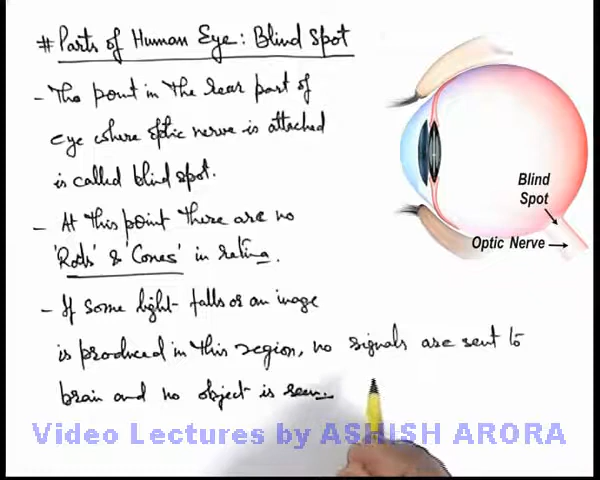 # Parts of Human Eye: Blind Spot
- The point in the rear part of
eye where optic nerve is attached
is called blind spot.
- At this point there are no
'Rods' & 'Cones' in retina.
- If some light falls or an image
is produced in this region, no signals are sent to
brain and no object is seen.
Blind
Spot
Optic Nerve
Video Lectures by ASHISH ARORA